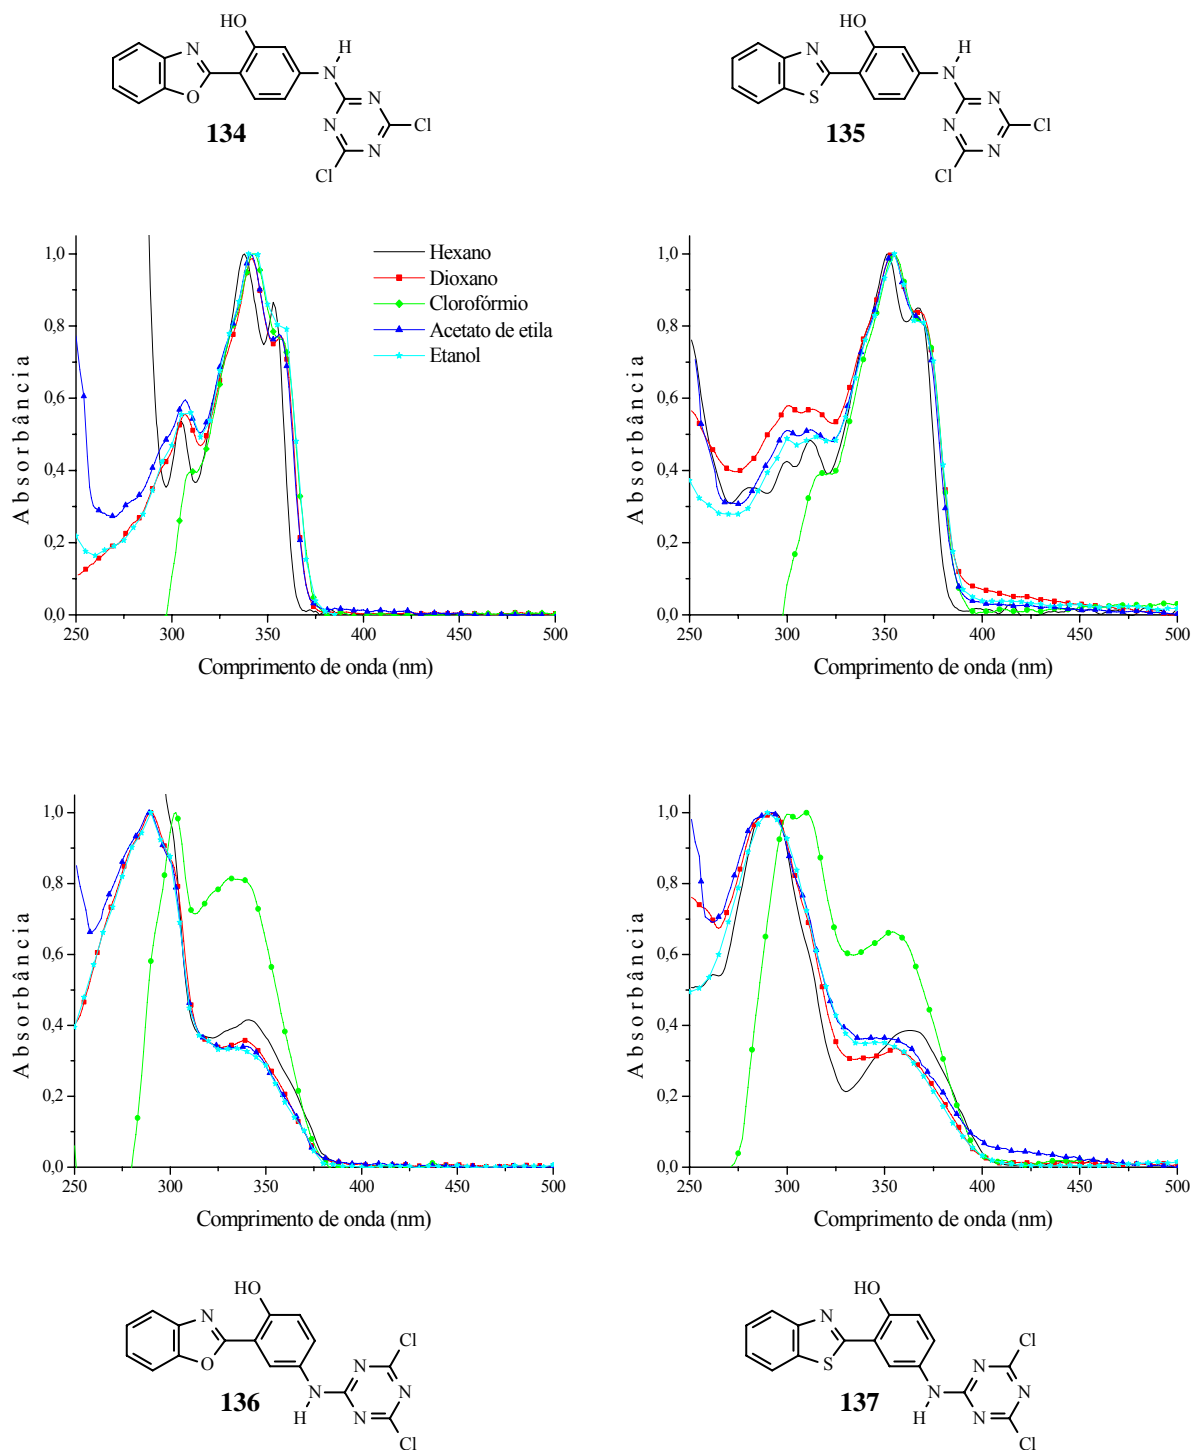 HO
H
N
N
O
N
N
N
Cl
Cl
134
HO
H
N
N
S
N
N
N
Cl
Cl
135
1,0
0,8
0,6
0,4
0,2
0,0
Absorbância
250 300 350 400 450 500
Comprimento de onda (nm)
Hexano
Dioxano
Clorofórmio
Acetato de etila
Etanol
1,0
0,8
0,6
0,4
0,2
0,0
Absorbância
250 300 350 400 450 500
Comprimento de onda (nm)
1,0
0,8
0,6
0,4
0,2
0,0
Absorbância
250 300 350 400 450 500
Comprimento de onda (nm)
1,0
0,8
0,6
0,4
0,2
0,0
Absorbância
250 300 350 400 450 500
Comprimento de onda (nm)
HO
N
O
Cl
N
N
N
N
H
Cl
136
HO
N
S
Cl
N
N
N
N
H
Cl
137